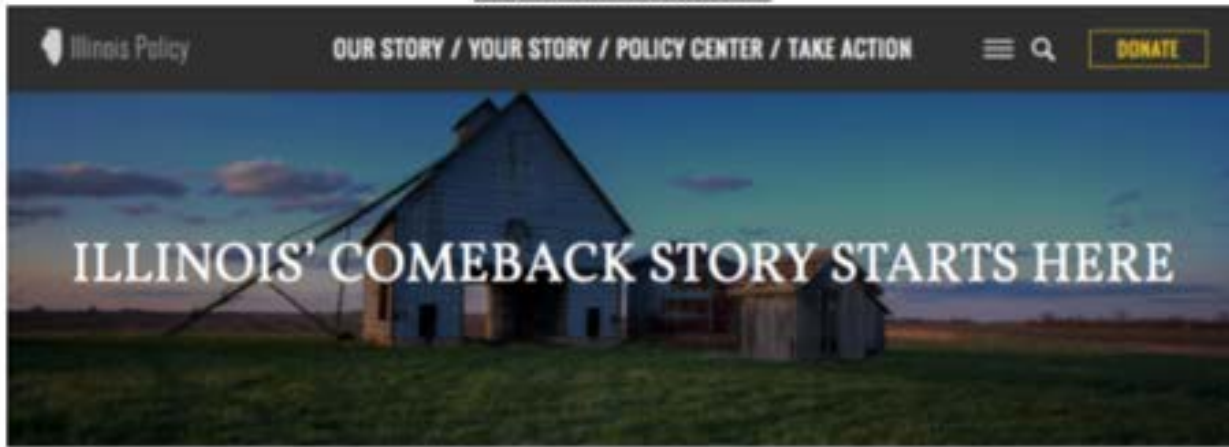 Illinois Policy
OUR STORY / YOUR STORY / POLICY CENTER / TAKE ACTION
DONATE
ILLINOIS’ COMEBACK STORY STARTS HERE